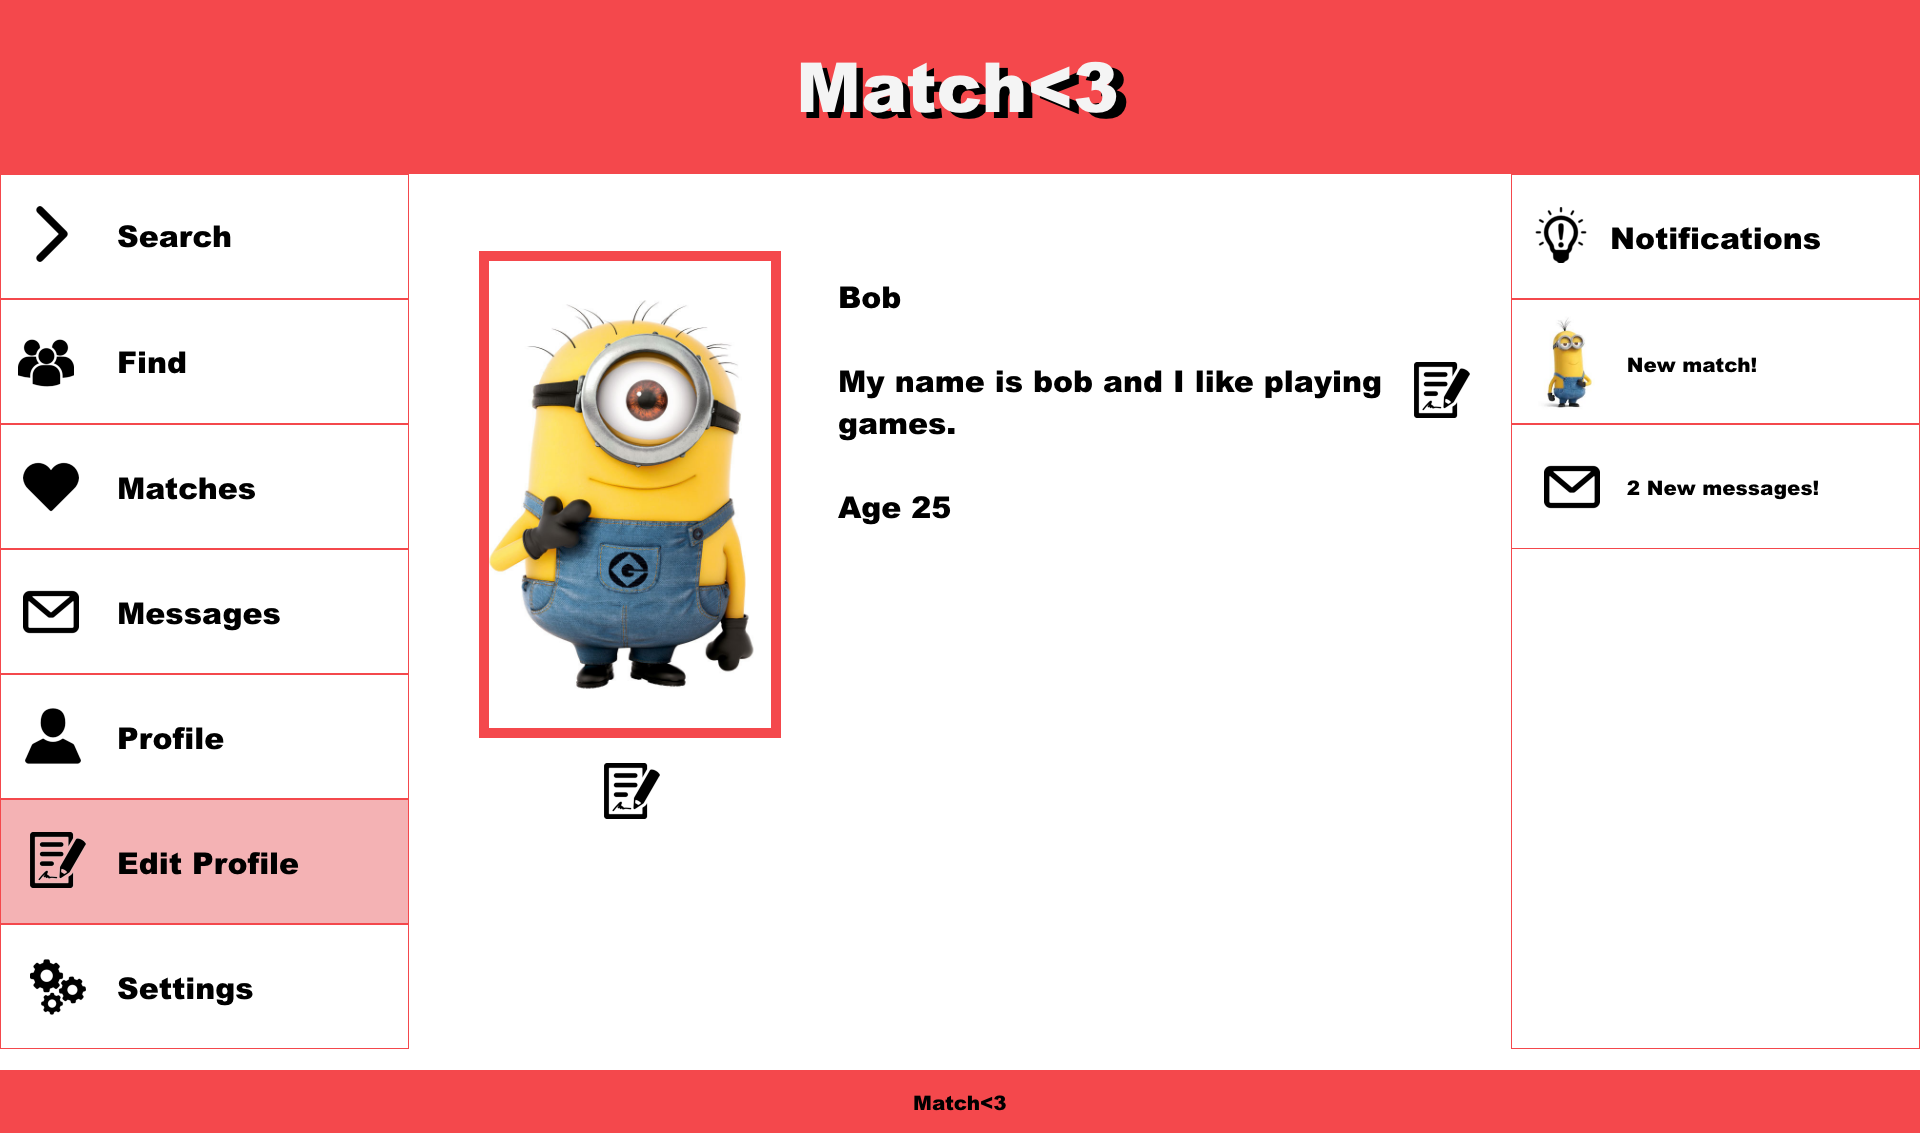 Match<3
Search
Find
Matches
Messages
Profile
Edit Profile
Settings
Bob
My name is bob and I like playing
games.
Age 25
G
Notifications
New match!
2 New messages!
Match<3